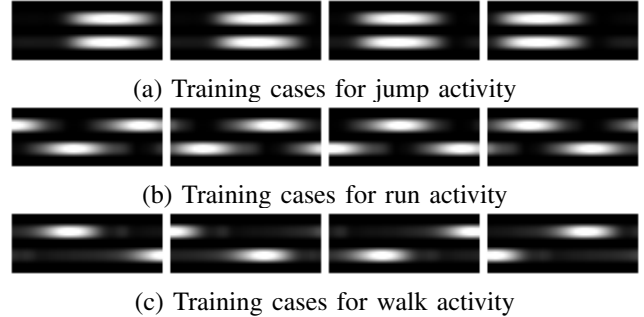 (a) Training cases for jump activity
(b) Training cases for run activity
(c) Training cases for walk activity